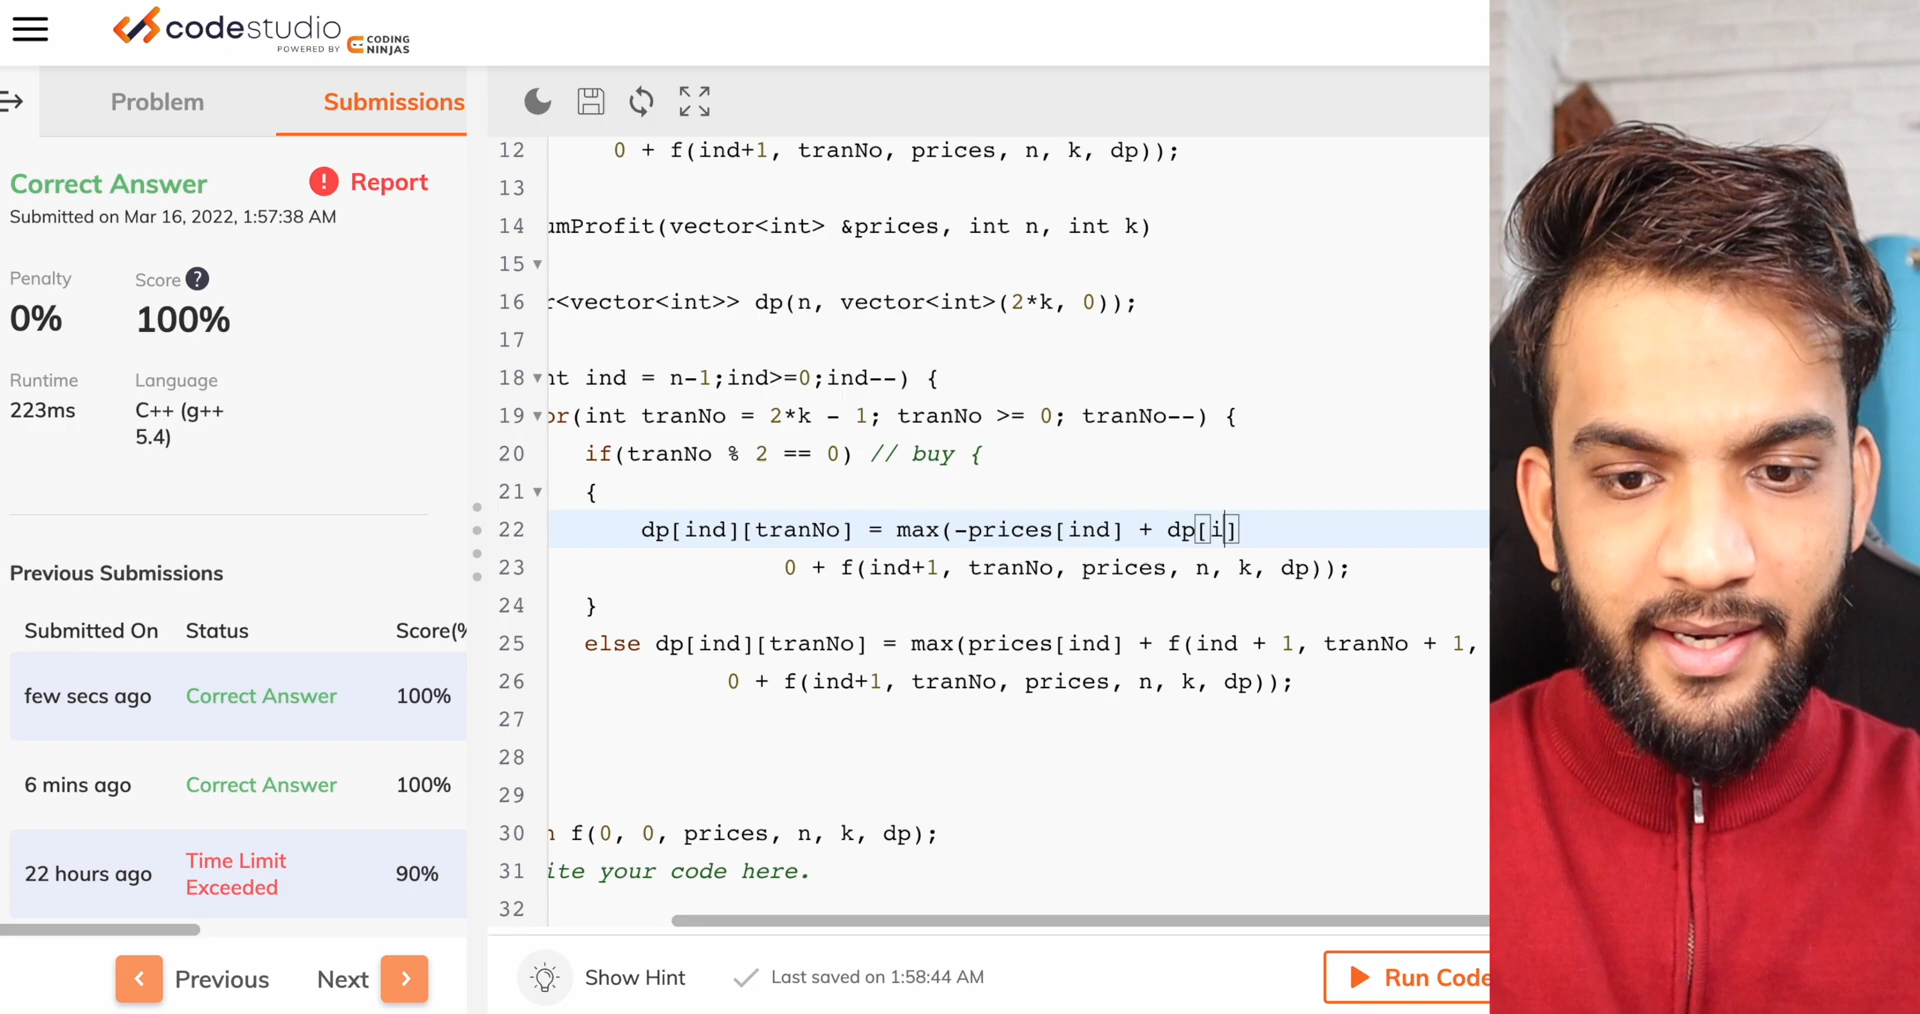 codestudio
POWERED BY CODING NINJAS
Problem
Submissions
Correct Answer
! Report
Submitted on Mar 16, 2022, 1:57:38 AM
Penalty
Score ?
0%
100%
Runtime
Language
223ms
C++ (g++ 5.4)
Previous Submissions
Submitted On Status Score(%
few secs ago Correct Answer 100%
6 mins ago Correct Answer 100%
22 hours ago Time Limit Exceeded 90%
Previous
Next
12 0 + f(ind+1, tranNo, prices, n, k, dp));
13
14 umProfit(vector<int> &prices, int n, int k)
15
16 r<vector<int>> dp(n, vector<int>(2*k, 0));
17
18 nt ind = n-1;ind>=0;ind--) {
19 or(int tranNo = 2*k - 1; tranNo >= 0; tranNo--) {
20 if(tranNo % 2 == 0) // buy {
21 {
22 dp[ind][tranNo] = max(-prices[ind] + dp[i]
23 0 + f(ind+1, tranNo, prices, n, k, dp));
24 }
25 else dp[ind][tranNo] = max(prices[ind] + f(ind + 1, tranNo + 1,
26 0 + f(ind+1, tranNo, prices, n, k, dp));
27
28
29
30 n f(0, 0, prices, n, k, dp);
31 ite your code here.
32
Show Hint
Last saved on 1:58:44 AM
Run Code